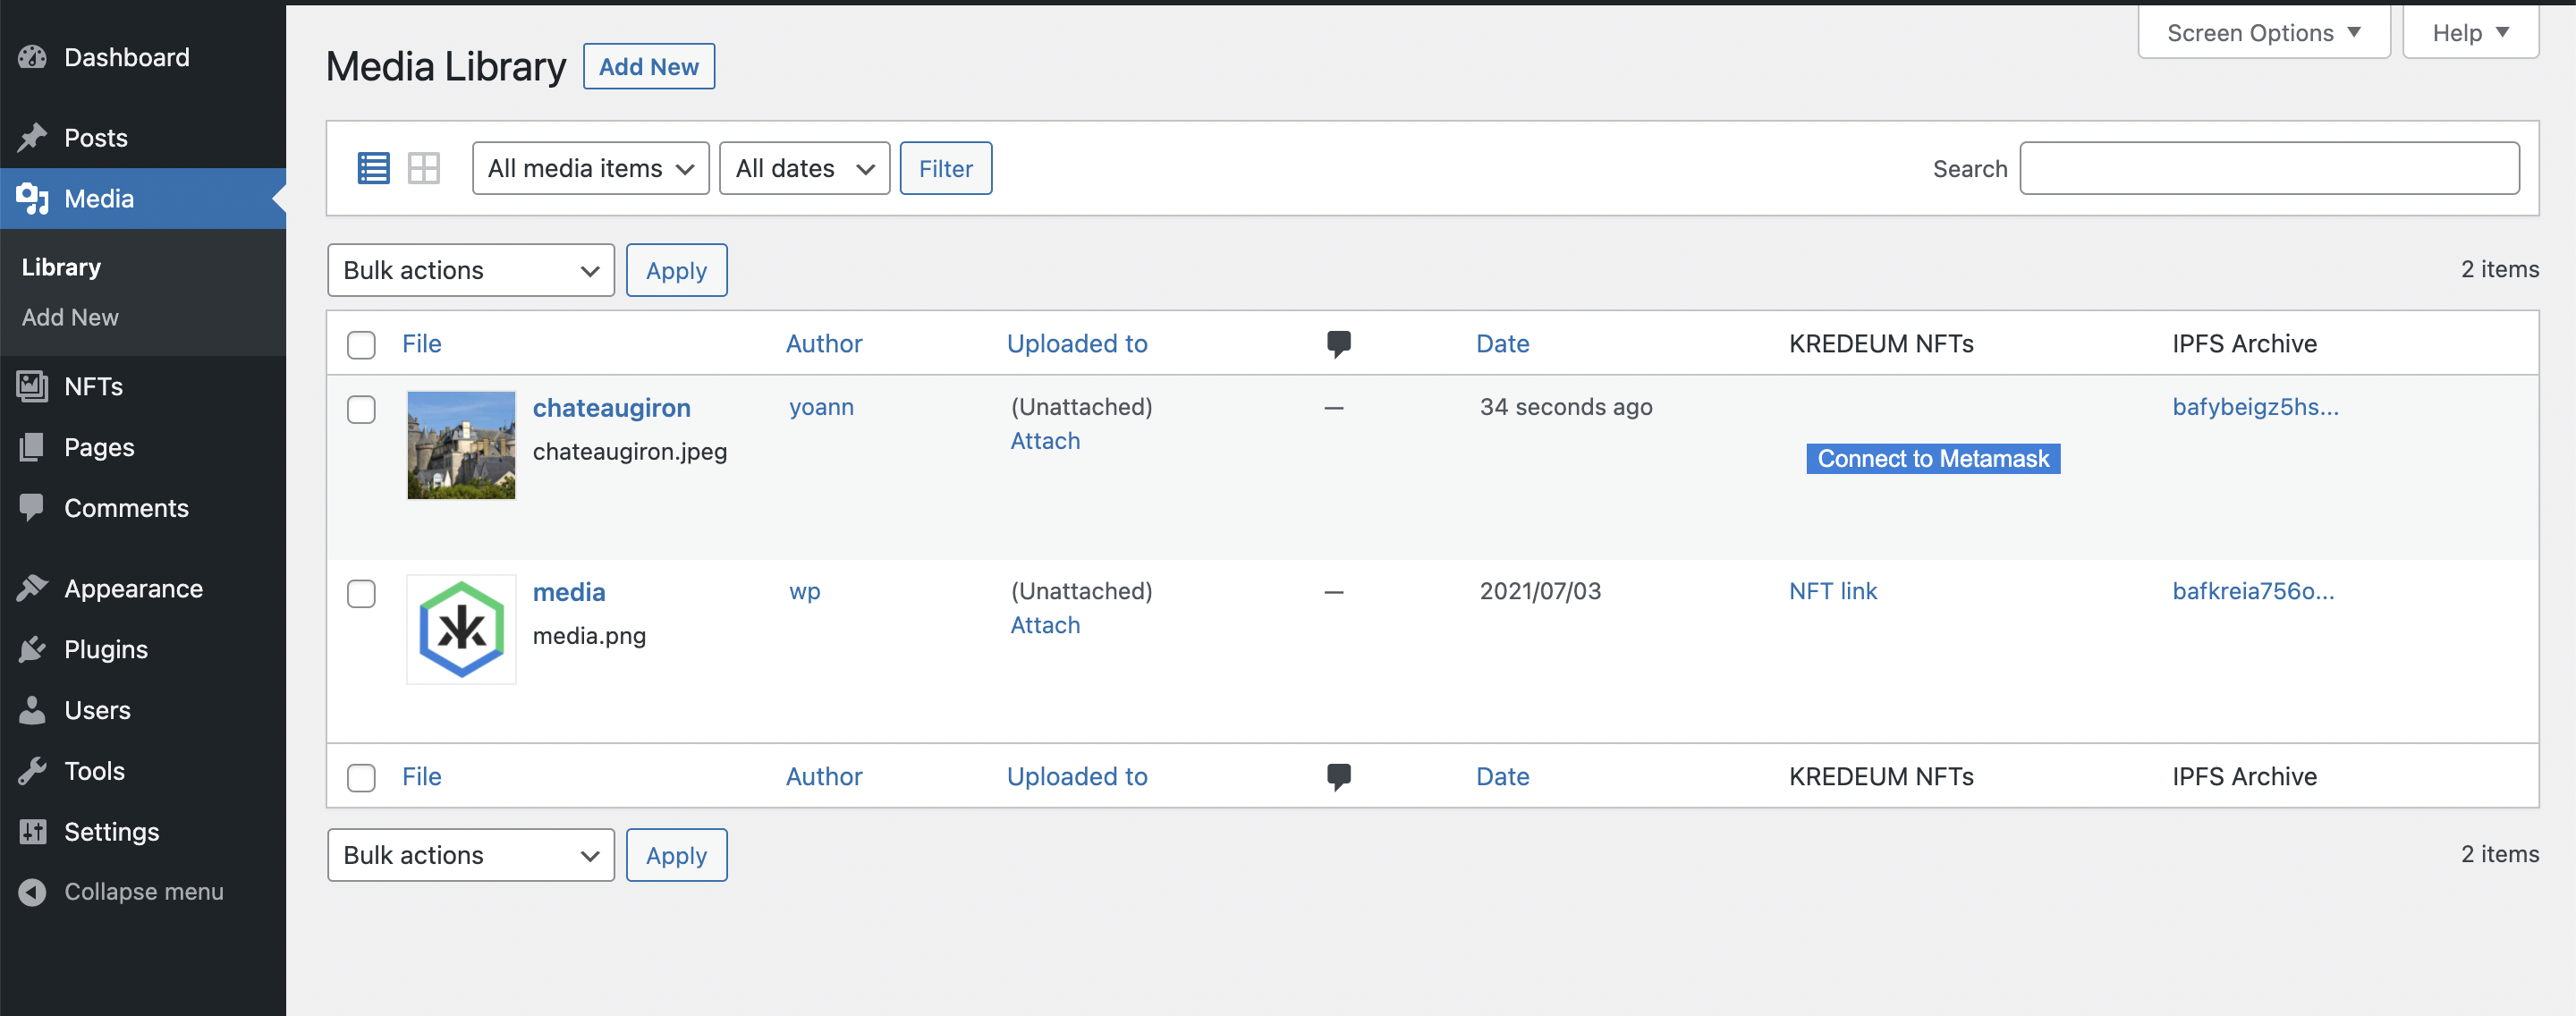 Dashboard
Posts
Media
Library
Add New
NFTs
Pages
Comments
Appearance
Plugins
Users
Tools
Settings
Collapse menu
Screen Options
Help
Media Library
Add New
All media items
All dates
Filter
Search
Bulk actions
Apply
2 items
File Author Uploaded to Date KREDEUM NFTs IPFS Archive
chateaugiron yoann (Unattached) — 34 seconds ago bafybeigz5hs...
Attach
chateaugiron.jpeg
Connect to Metamask
media wp (Unattached) — 2021/07/03 NFT link bafkreia756o...
Attach
media.png
File Author Uploaded to Date KREDEUM NFTs IPFS Archive
Bulk actions
Apply
2 items